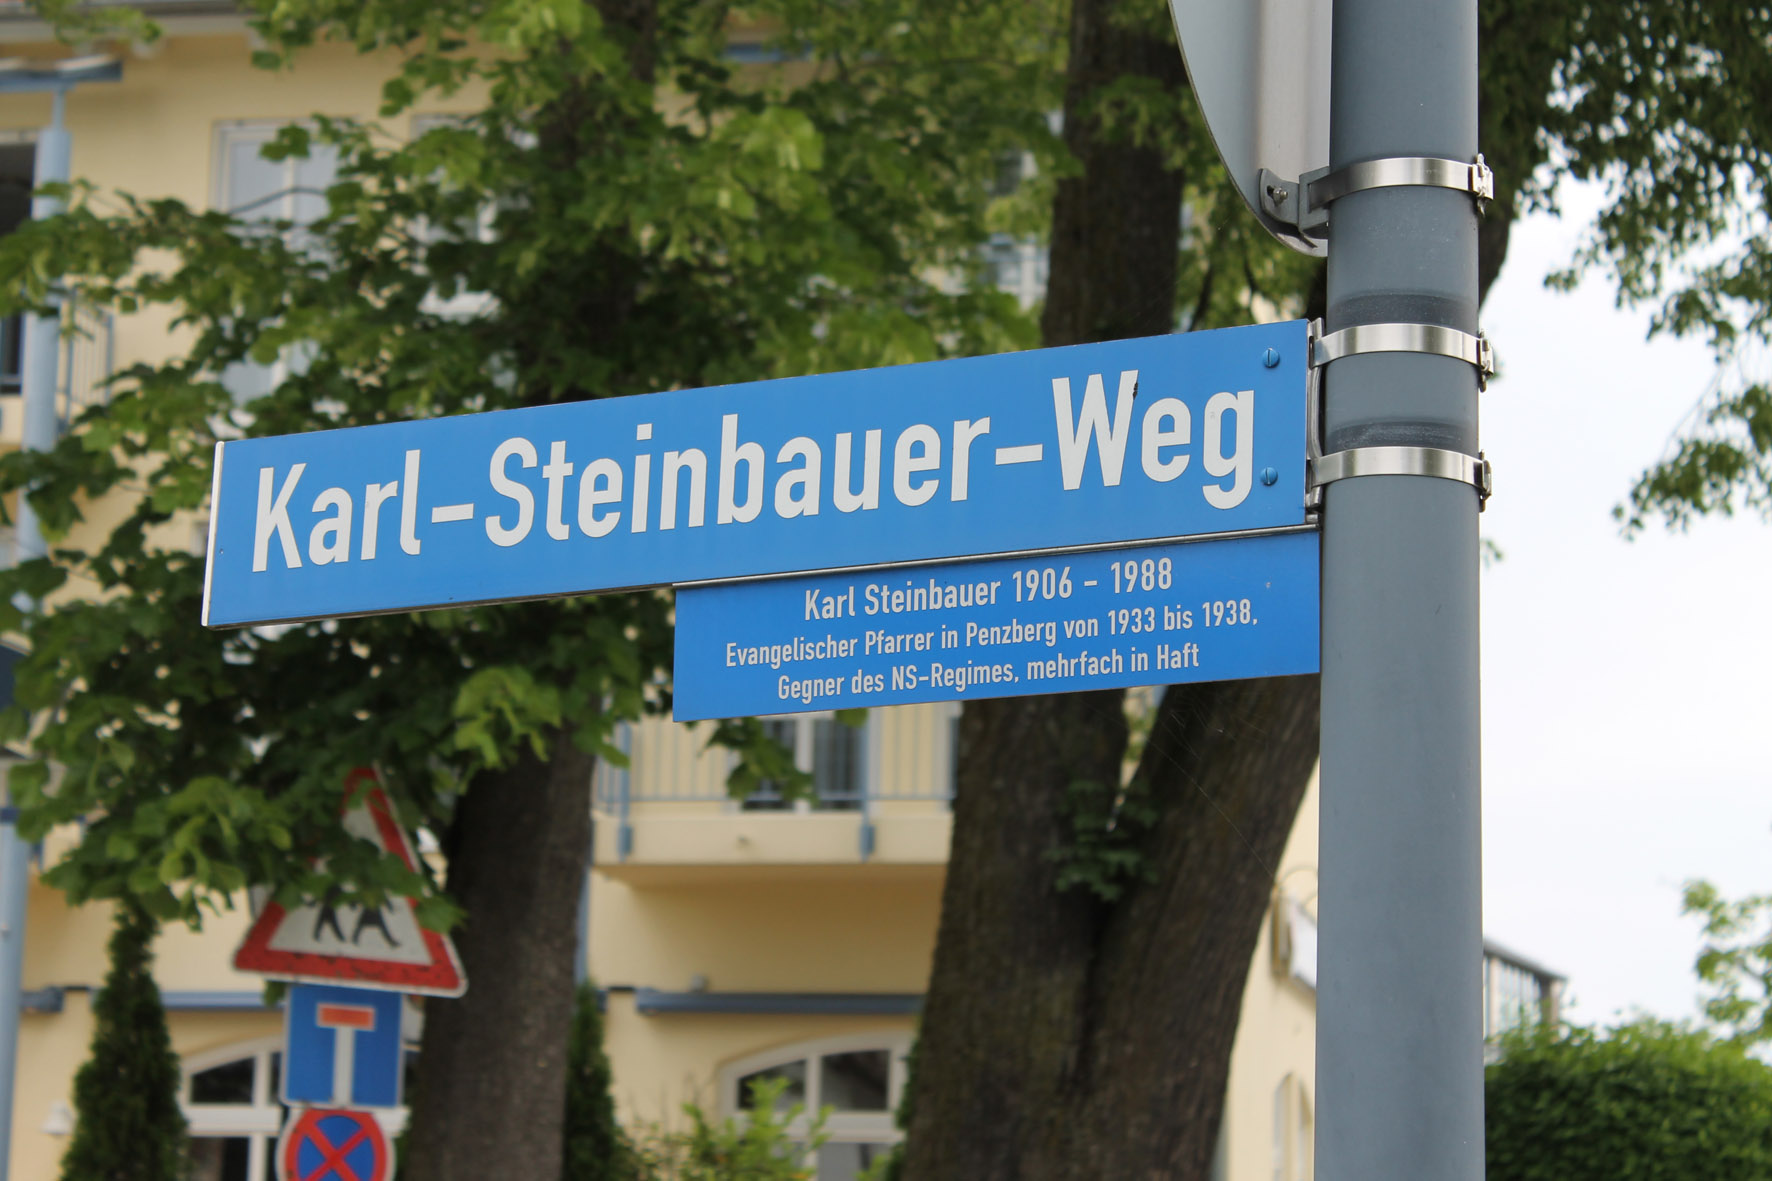 Karl-Steinbauer-Weg
Karl Steinbauer 1906 - 1988
Evangelischer Pfarrer in Penzberg von 1933 bis 1938,
Gegner des NS-Regimes, mehrfach in Haft